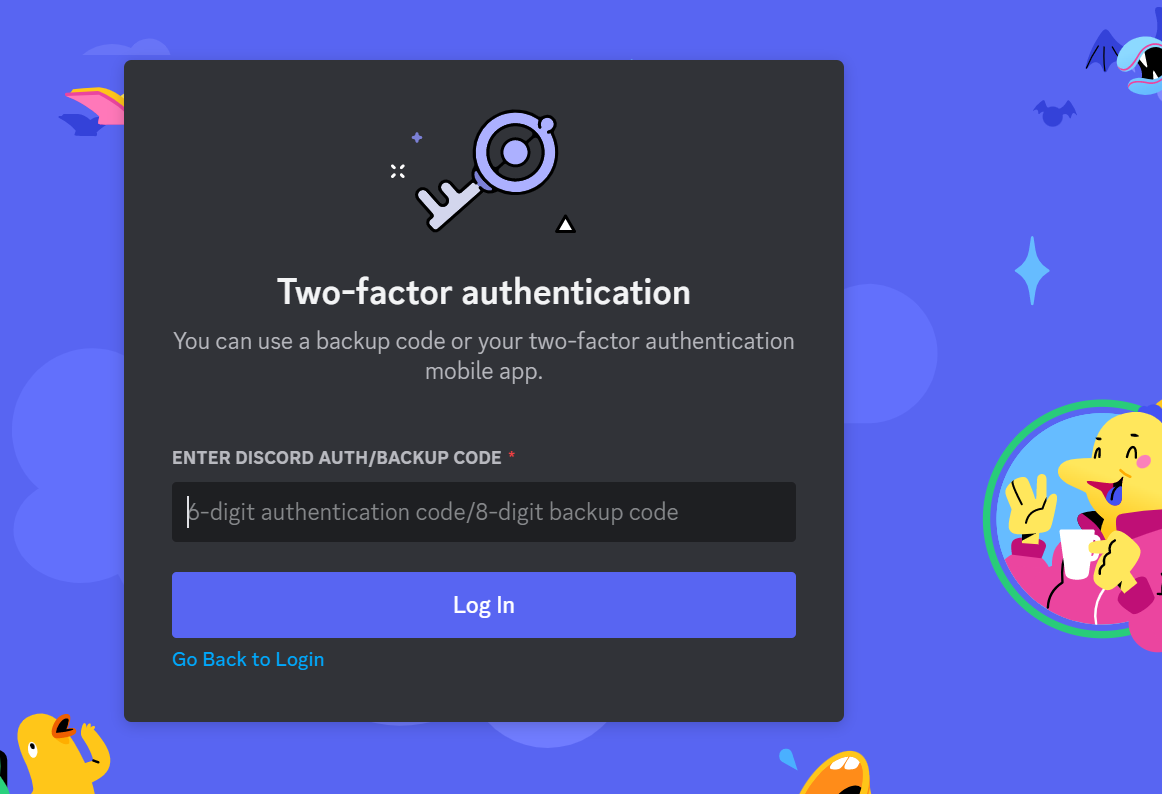 Two-factor authentication
You can use a backup code or your two-factor authentication
mobile app.
ENTER DISCORD AUTH/BACKUP CODE *
6-digit authentication code/8-digit backup code
Log In
Go Back to Login